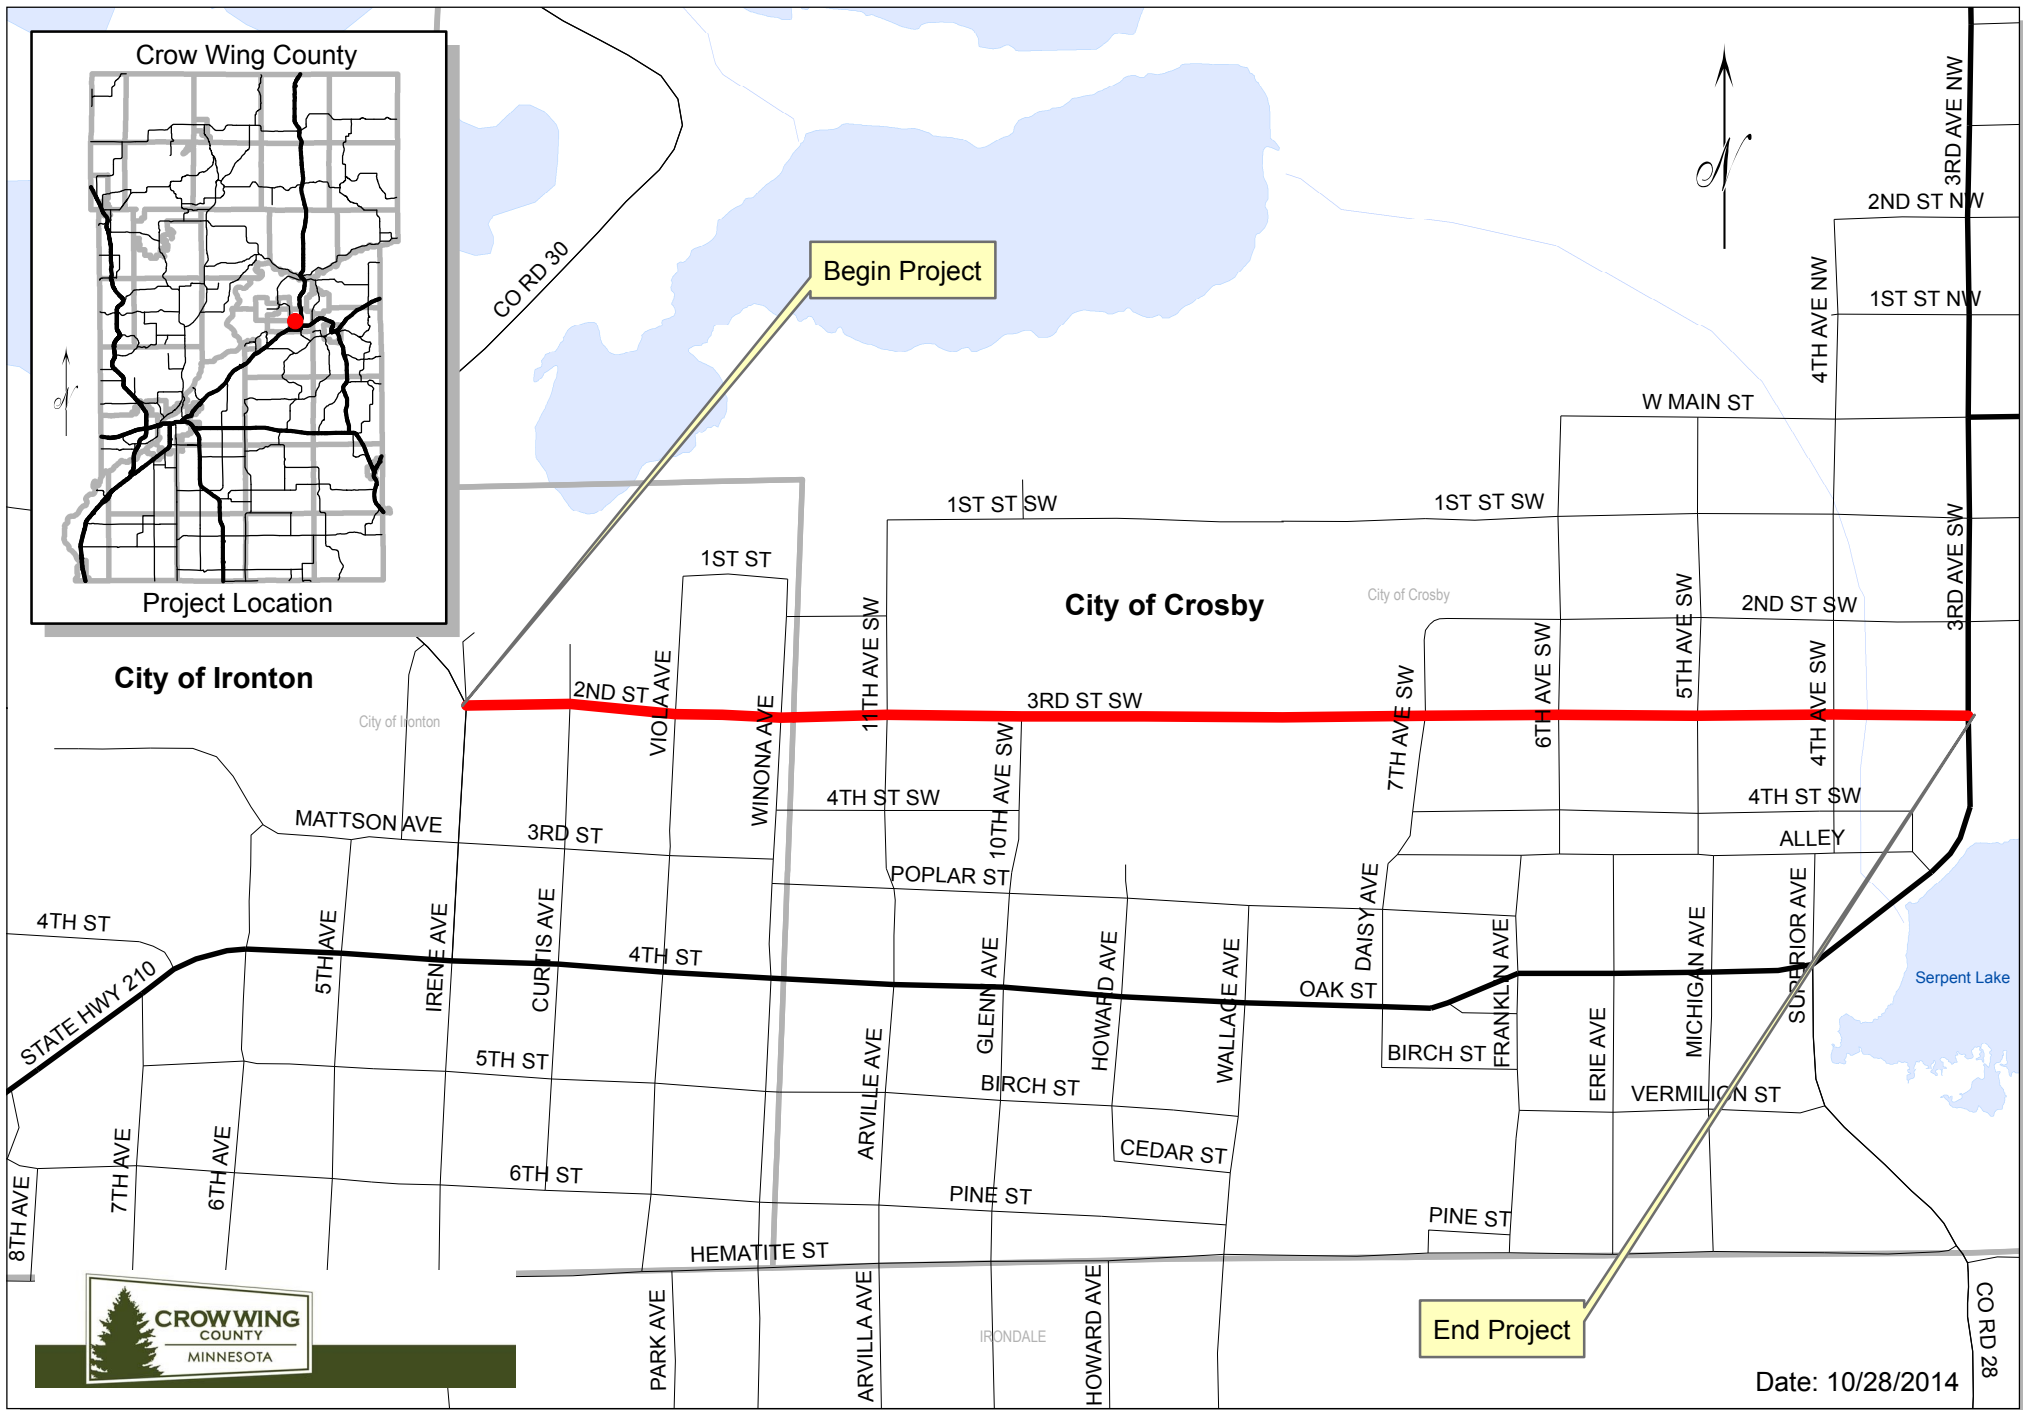 Crow Wing County
N
Project Location
N
CO RD 30
Begin Project
3RD AVE NW
2ND ST NW
4TH AVE NW
1ST ST NW
W MAIN ST
1ST ST SW
1ST ST SW
3RD AVE SW
1ST ST
11TH AVE SW
City of Crosby
City of Crosby
5TH AVE SW
2ND ST SW
6TH AVE SW
City of Ironton
City of Ironton
2ND ST
VIOLA AVE
WINONA AVE
3RD ST SW
7TH AVE SW
4TH AVE SW
10TH AVE SW
4TH ST SW
4TH ST SW
MATTSON AVE
3RD ST
ALLEY
POPLAR ST
DAISY AVE
SUPERIOR AVE
4TH ST
STATE HWY 210
5TH AVE
IRENE AVE
CURTIS AVE
4TH ST
GLENN AVE
HOWARD AVE
WALLACE AVE
OAK ST
FRANKLIN AVE
MICHIGAN AVE
Serpent Lake
5TH ST
ARVILLE AVE
BIRCH ST
BIRCH ST
ERIE AVE
VERMILION ST
CEDAR ST
8TH AVE
7TH AVE
6TH AVE
6TH ST
PINE ST
PINE ST
HEMATITE ST
PARK AVE
ARVILLA AVE
IRONDALE
HOWARD AVE
End Project
CO RD 28
CROW WING
COUNTY
MINNESOTA
Date: 10/28/2014